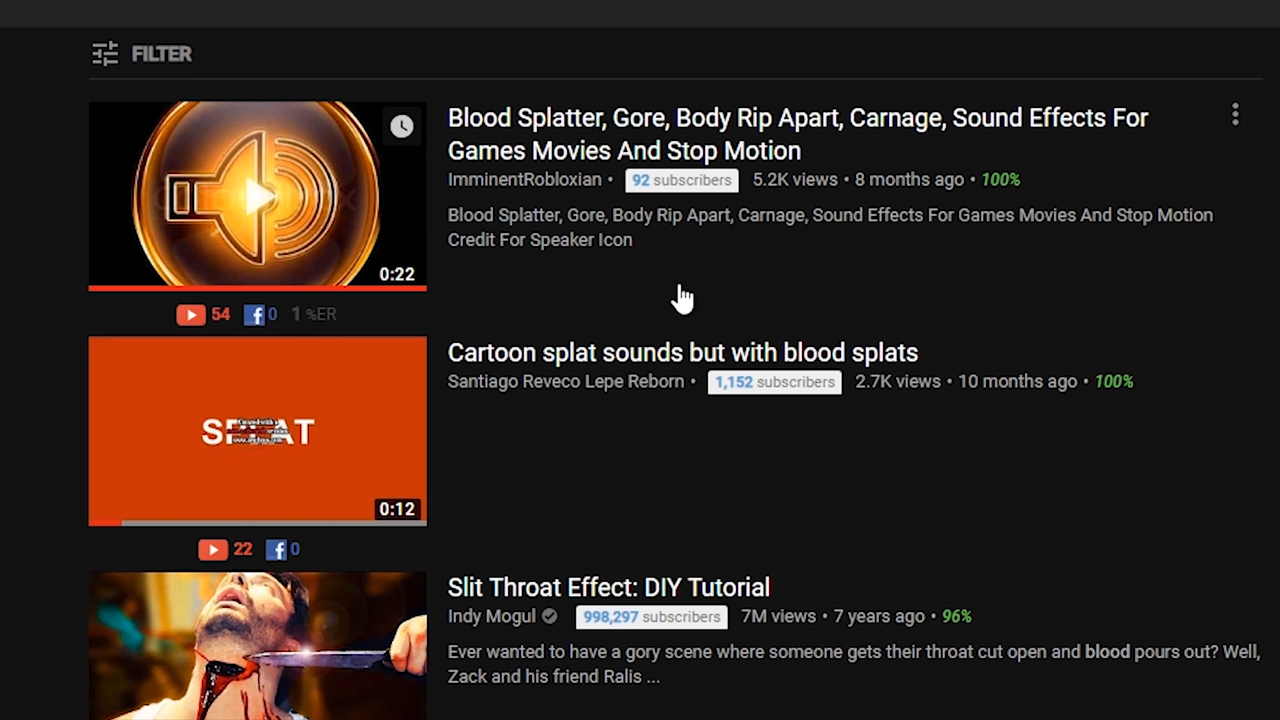 FILTER
Blood Splatter, Gore, Body Rip Apart, Carnage, Sound Effects For
Games Movies And Stop Motion
ImminentRobloxian • 92 subscribers 5.2K views • 8 months ago • 100%
Blood Splatter, Gore, Body Rip Apart, Carnage, Sound Effects For Games Movies And Stop Motion
Credit For Speaker Icon
0:22
54 0 1 %ER
Cartoon splat sounds but with blood splats
Santiago Reveco Lepe Reborn • 1,152 subscribers 2.7K views • 10 months ago • 100%
0:12
22 0
Slit Throat Effect: DIY Tutorial
Indy Mogul 998,297 subscribers 7M views • 7 years ago • 96%
Ever wanted to have a gory scene where someone gets their throat cut open and blood pours out? Well,
Zack and his friend Ralis ...